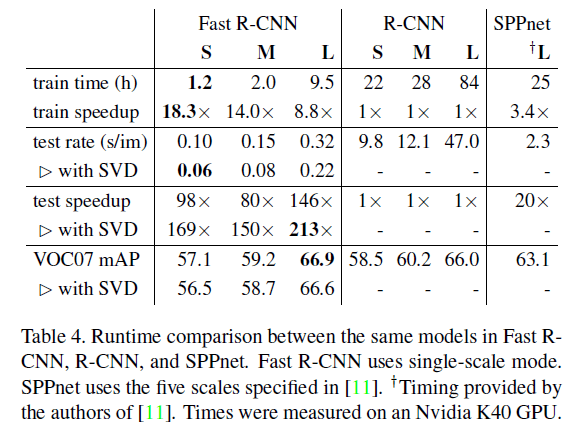 Fast R-CNN R-CNN SPPnet
S M L S M L †L
train time (h) 1.2 2.0 9.5 22 28 84 25
train speedup 18.3× 14.0× 8.8× 1× 1× 1× 3.4×
test rate (s/im) 0.10 0.15 0.32 9.8 12.1 47.0 2.3
▷ with SVD 0.06 0.08 0.22 - - - -
test speedup 98× 80× 146× 1× 1× 1× 20×
▷ with SVD 169× 150× 213× - - - -
VOC07 mAP 57.1 59.2 66.9 58.5 60.2 66.0 63.1
▷ with SVD 56.5 58.7 66.6 - - - -
Table 4. Runtime comparison between the same models in Fast R-
CNN, R-CNN, and SPPnet. Fast R-CNN uses single-scale mode.
SPPnet uses the five scales specified in [11]. †Timing provided by
the authors of [11]. Times were measured on an Nvidia K40 GPU.